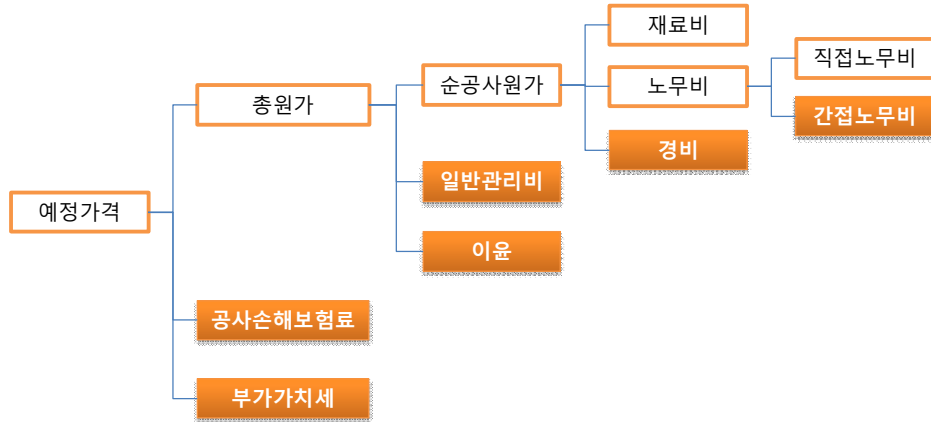 예정가격
총원가
순공사원가
재료비
노무비
직접노무비
간접노무비
경비
일반관리비
이윤
공사손해보험료
부가가치세